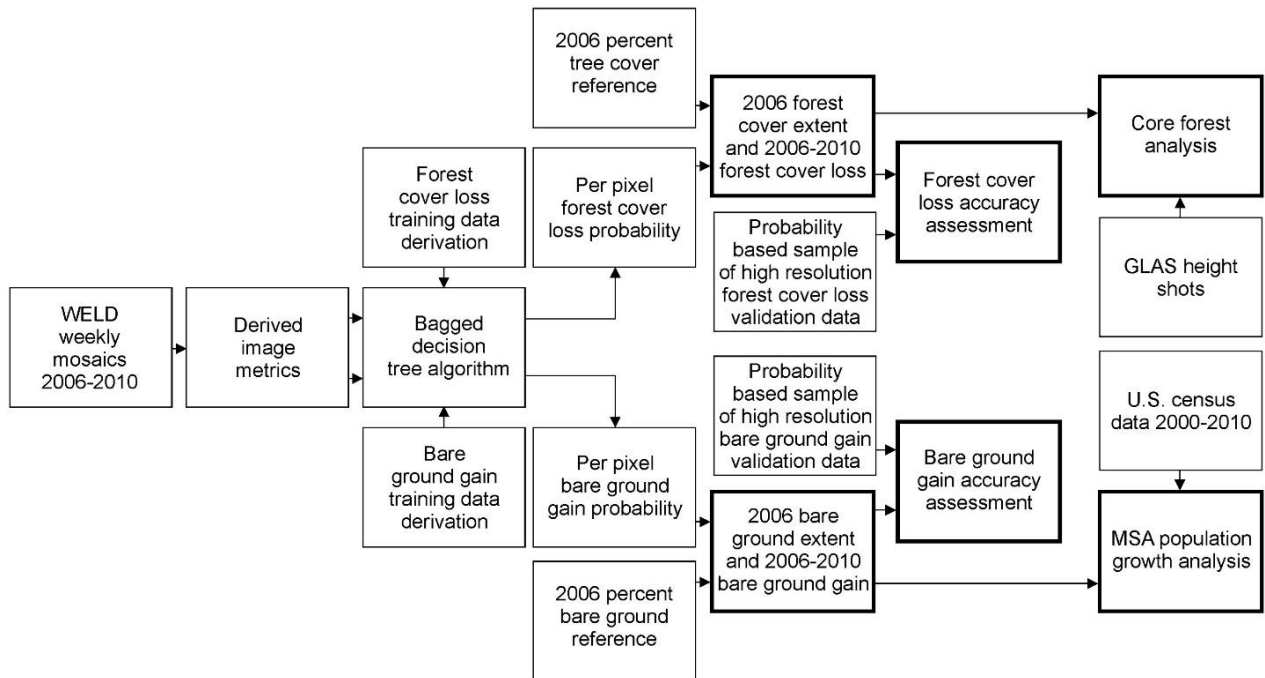 2006 percent
tree cover
reference
2006 forest
cover extent
and 2006-2010
forest cover loss
Core forest
analysis
Forest
cover loss
training data
derivation
Per pixel
forest cover
loss probability
Forest cover
loss accuracy
assessment
Probability
based sample
of high resolution
forest cover loss
validation data
GLAS height
shots
WELD
weekly
mosaics
2006-2010
Derived
image
metrics
Bagged
decision
tree algorithm
Probability
based sample
of high resolution
bare ground gain
validation data
U.S. census
data 2000-2010
Bare
ground gain
training data
derivation
Per pixel
bare ground
gain probability
Bare ground
gain accuracy
assessment
2006 bare
ground extent
and 2006-2010
bare ground gain
MSA population
growth analysis
2006 percent
bare ground
reference